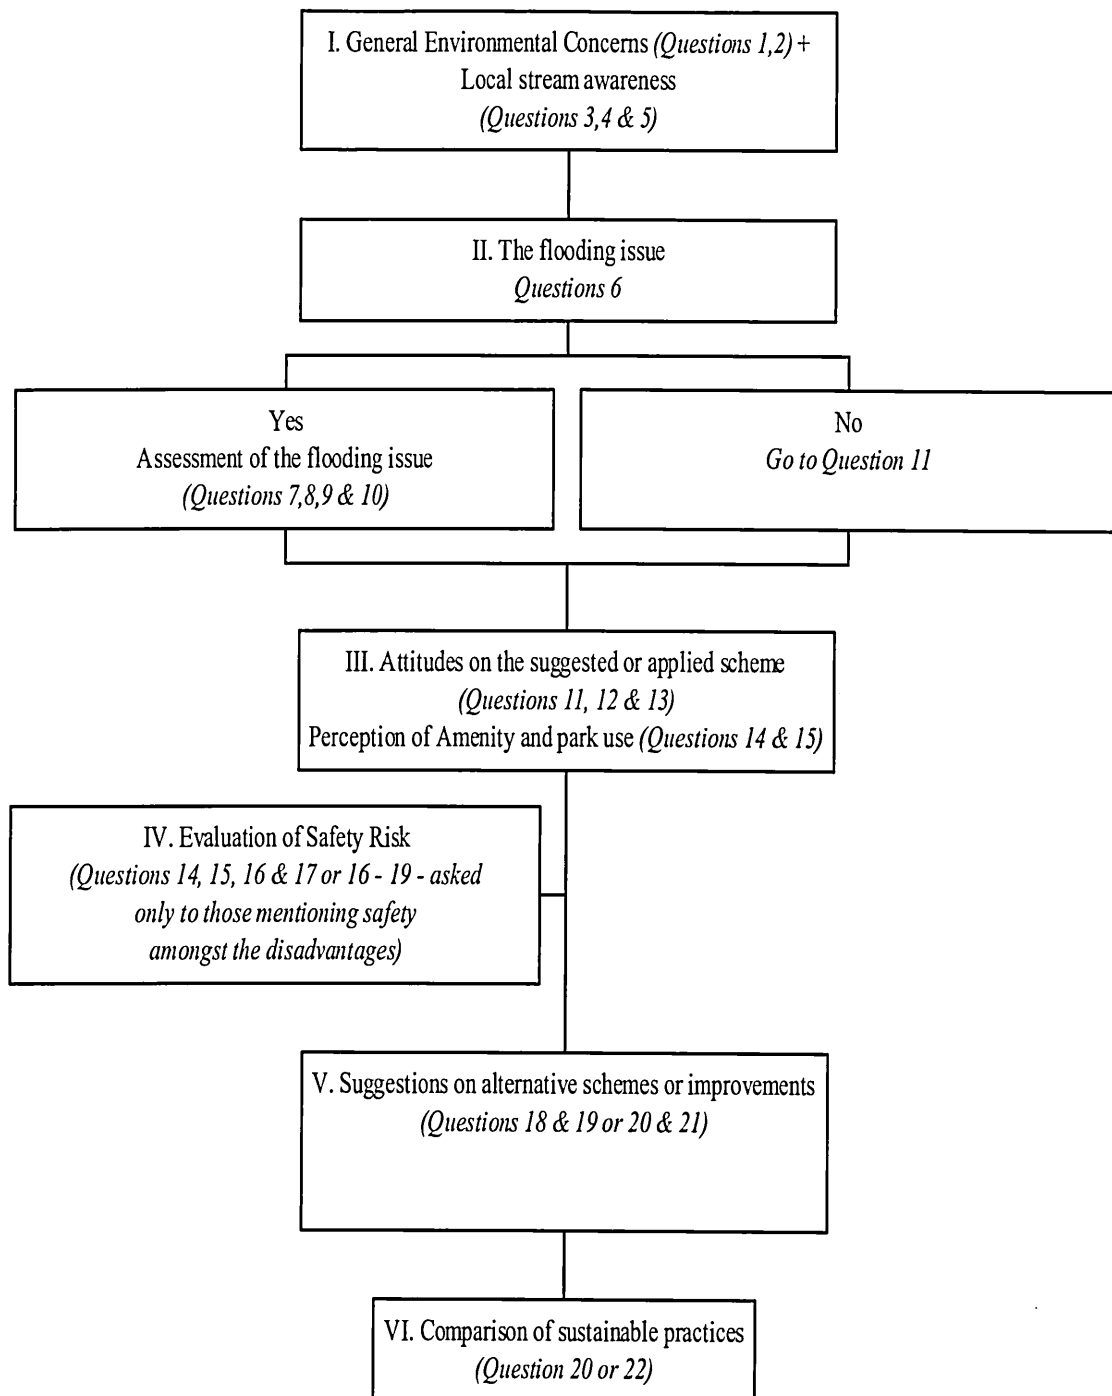 I. General Environmental Concerns (Questions 1,2) +
Local stream awareness
(Questions 3,4 & 5)
II. The flooding issue
Questions 6
Yes
Assessment of the flooding issue
(Questions 7,8,9 & 10)
No
Go to Question 11
III. Attitudes on the suggested or applied scheme
(Questions 11, 12 & 13)
Perception of Amenity and park use (Questions 14 & 15)
IV. Evaluation of Safety Risk
(Questions 14, 15, 16 & 17 or 16 - 19 - asked
only to those mentioning safety
amongst the disadvantages)
V. Suggestions on alternative schemes or improvements
(Questions 18 & 19 or 20 & 21)
VI. Comparison of sustainable practices
(Question 20 or 22)